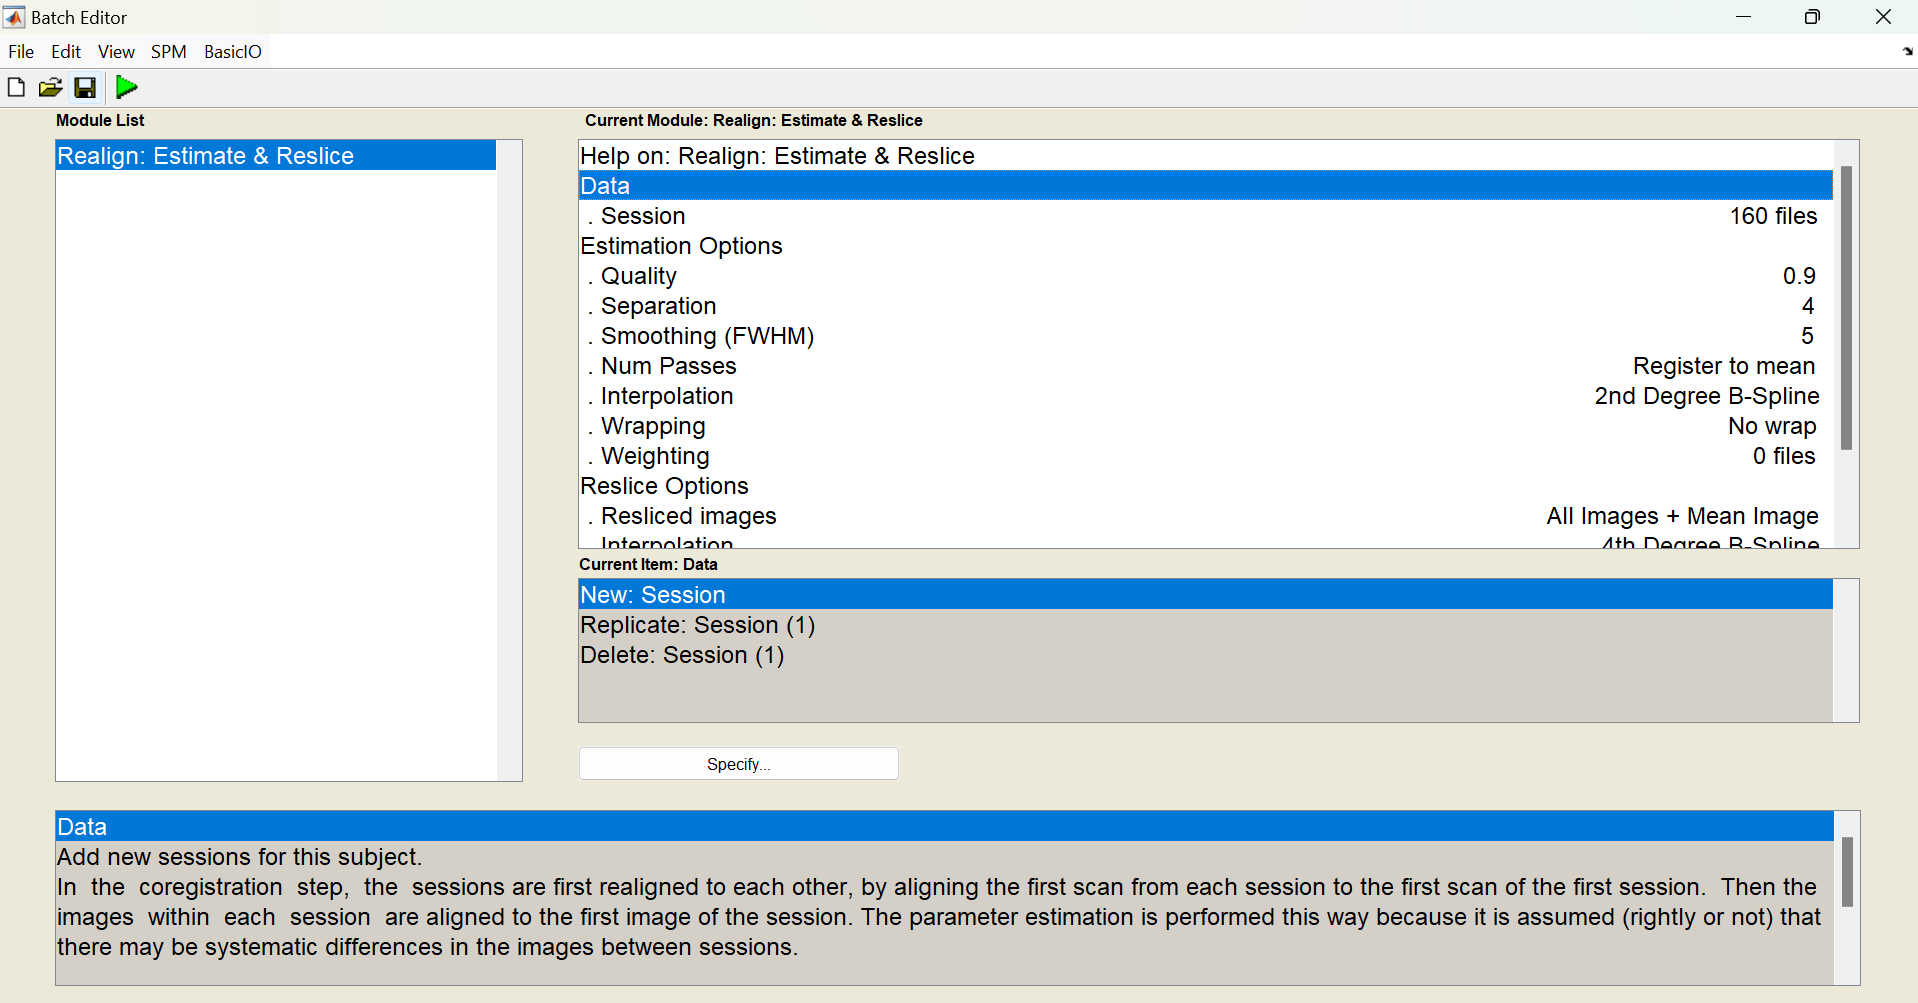 Batch Editor
File Edit View SPM BasicIO
Module List
Realign: Estimate & Reslice
Current Module: Realign: Estimate & Reslice
Help on: Realign: Estimate & Reslice
Data
. Session 160 files
Estimation Options
. Quality 0.9
. Separation 4
. Smoothing (FWHM) 5
. Num Passes Register to mean
. Interpolation 2nd Degree B-Spline
. Wrapping No wrap
. Weighting 0 files
Reslice Options
. Resliced images All Images + Mean Image
Interpolation 4th Degree B-Spline
Current Item: Data
New: Session
Replicate: Session (1)
Delete: Session (1)
Specify...
Data
Add new sessions for this subject.
In the coregistration step, the sessions are first realigned to each other, by aligning the first scan from each session to the first scan of the first session. Then the
images within each session are aligned to the first image of the session. The parameter estimation is performed this way because it is assumed (rightly or not) that
there may be systematic differences in the images between sessions.